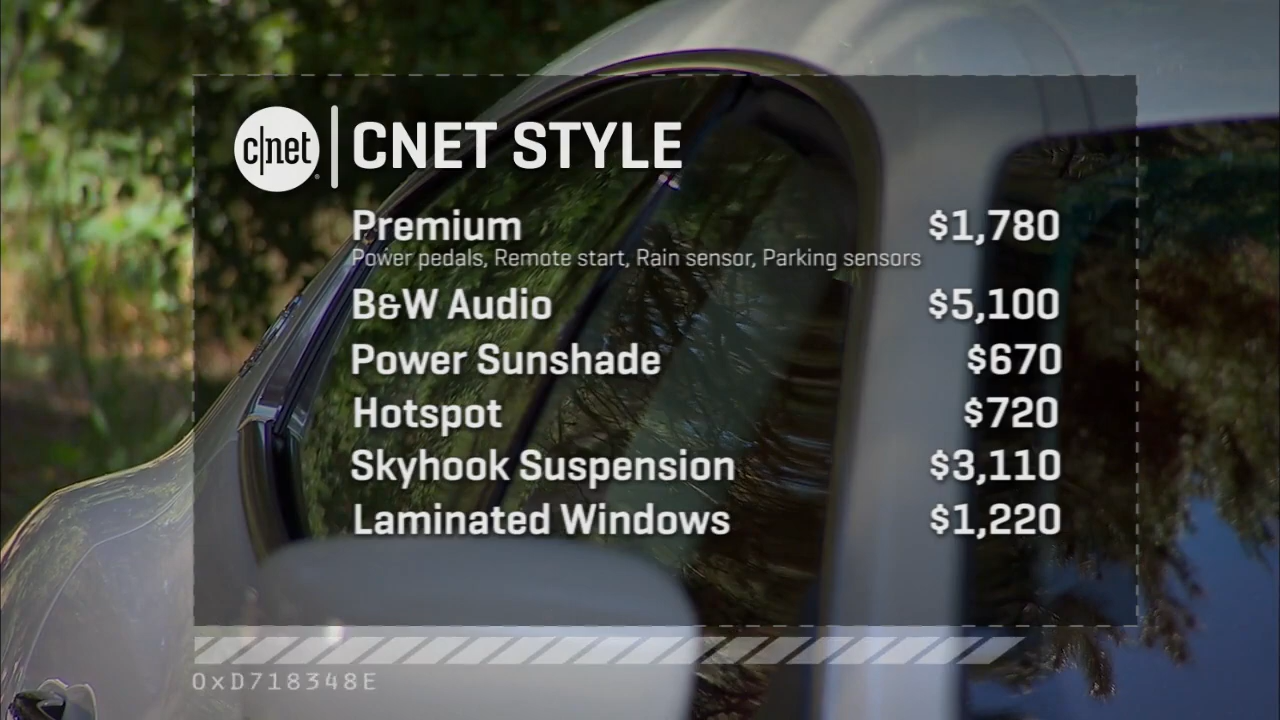 c|net
CNET STYLE
Premium $1,780
Power pedals, Remote start, Rain sensor, Parking sensors
B&W Audio $5,100
Power Sunshade $670
Hotspot $720
Skyhook Suspension $3,110
Laminated Windows $1,220
0xD718348E